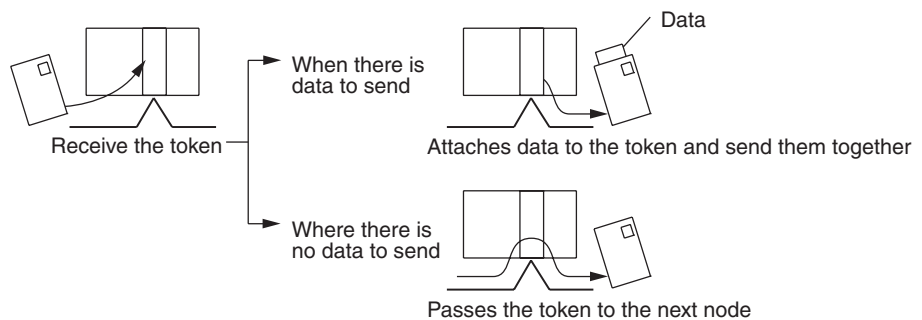 Data
When there is
data to send
Receive the token
Attaches data to the token and send them together
Where there is
no data to send
Passes the token to the next node